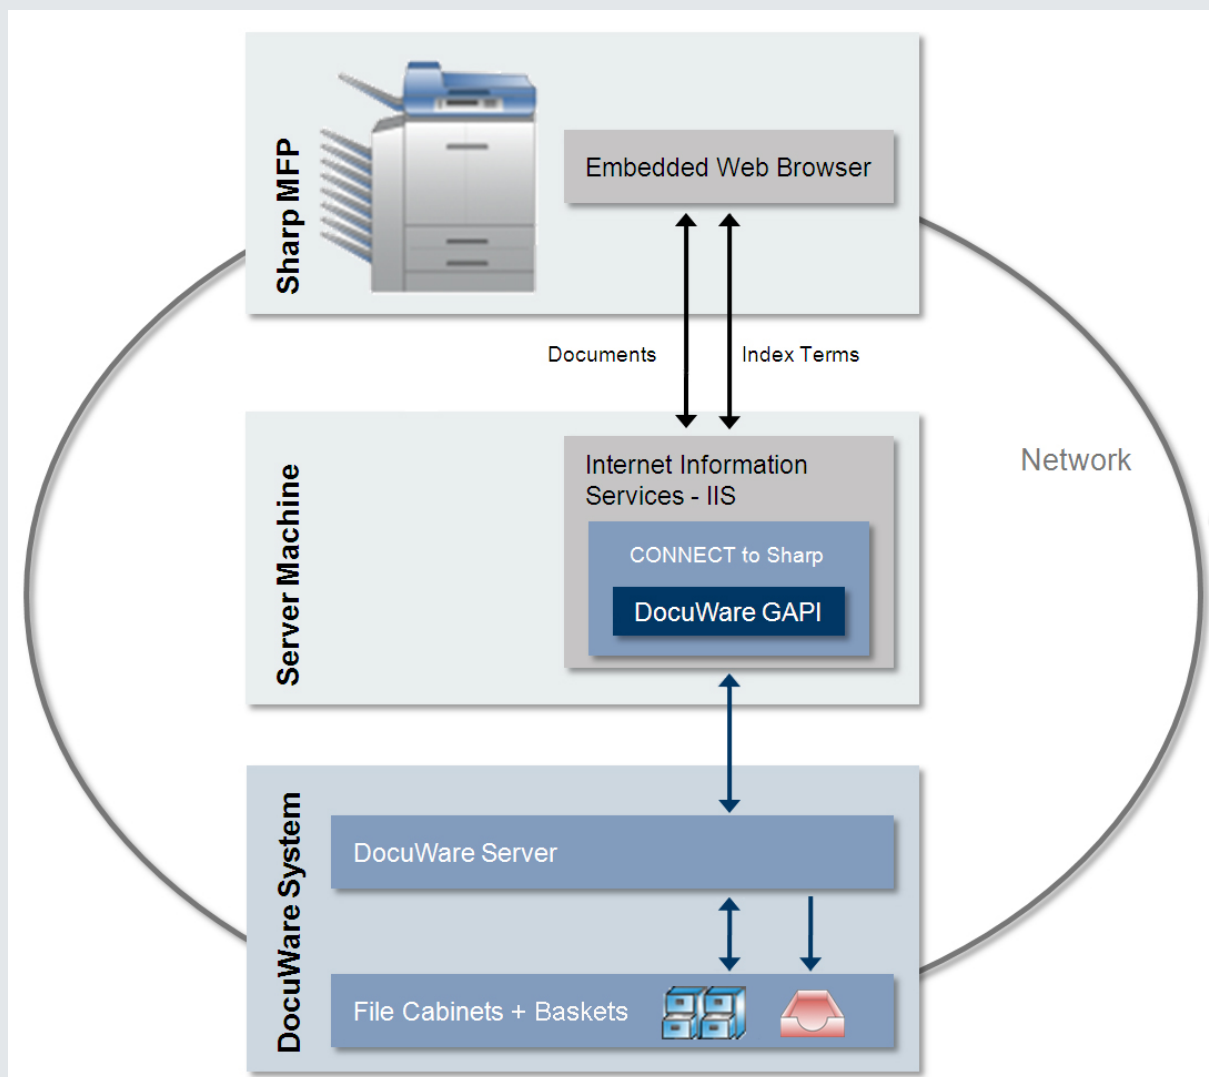 Sharp MFP
Embedded Web Browser
Documents
Index Terms
Server Machine
Internet Information
Services - IIS
CONNECT to Sharp
DocuWare GAPI
Network
DocuWare System
DocuWare Server
File Cabinets + Baskets